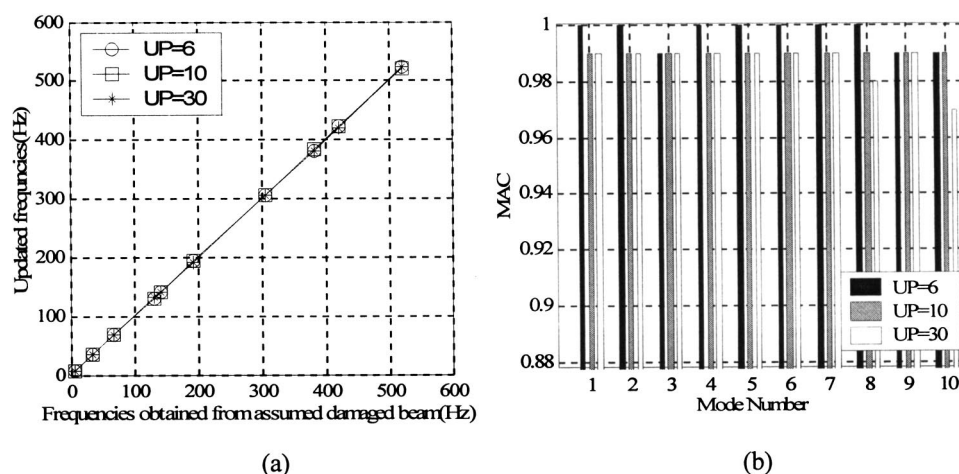 600
500
400
300
200
100
0
UP=6
UP=10
UP=30
Updated frequncies(Hz)
0 100 200 300 400 500 600
Frequencies obtained from assumed damaged beam(Hz)
(a)
1
0.98
0.96
0.94
0.92
0.9
0.88
MAC
UP=6
UP=10
UP=30
1 2 3 4 5 6 7 8 9 10
Mode Number
(b)